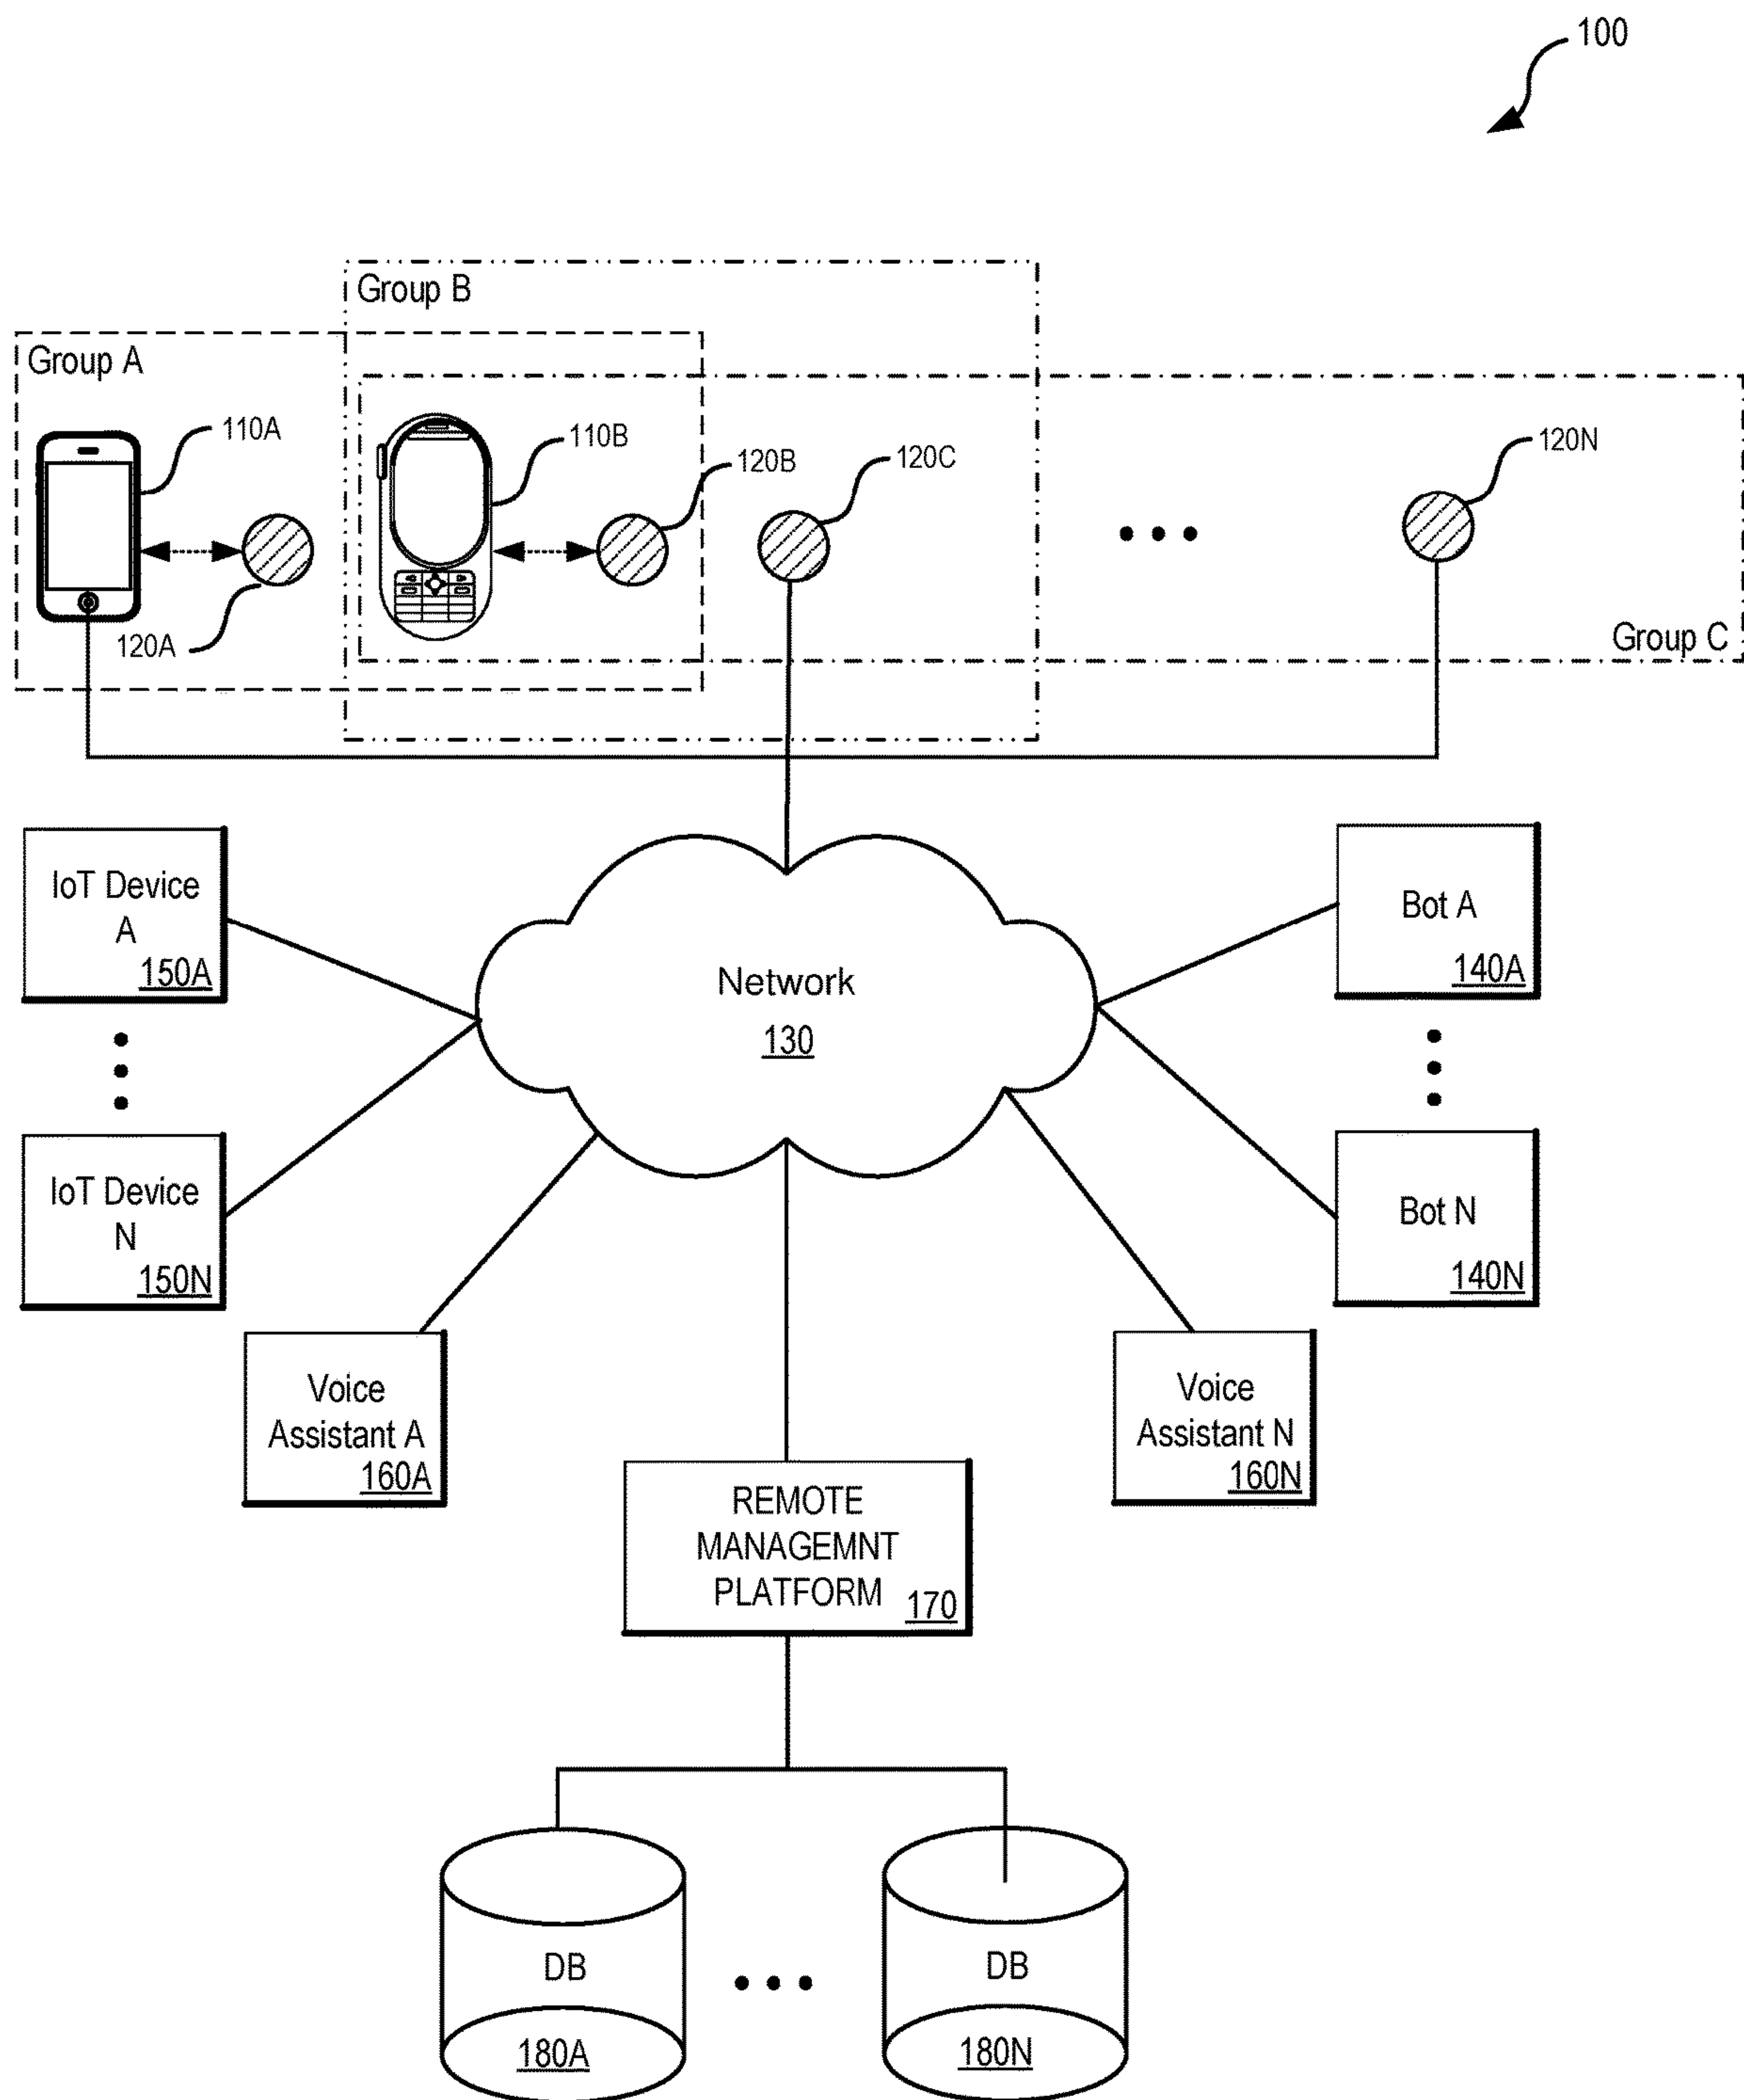 100
Group B
Group A
110A
110B
120B
120C
120N
120A
Group C
IoT Device
A
150A
Bot A
140A
Network
130
IoT Device
N
150N
Bot N
140N
Voice
Assistant A
160A
Voice
Assistant N
160N
REMOTE
MANAGEMNT
PLATFORM
170
DB
180A
DB
180N